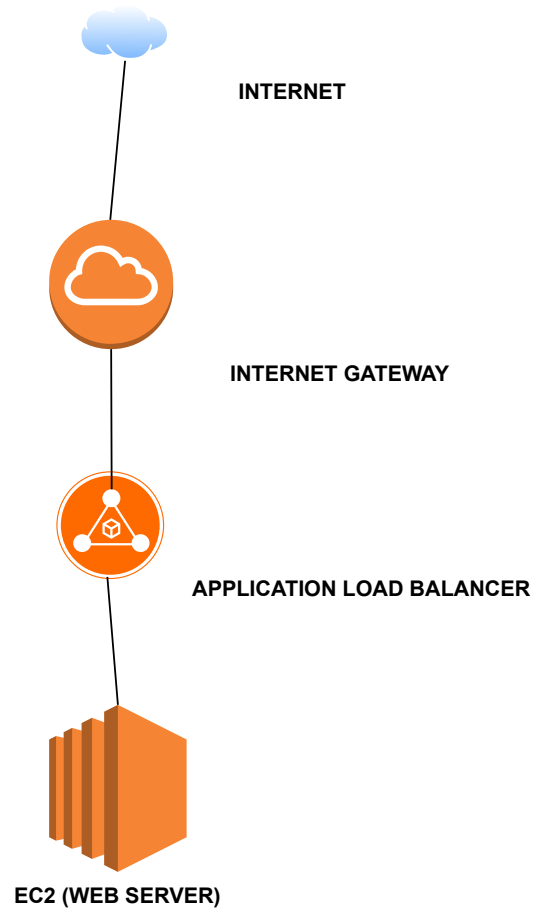 INTERNET
INTERNET GATEWAY
APPLICATION LOAD BALANCER
EC2 (WEB SERVER)